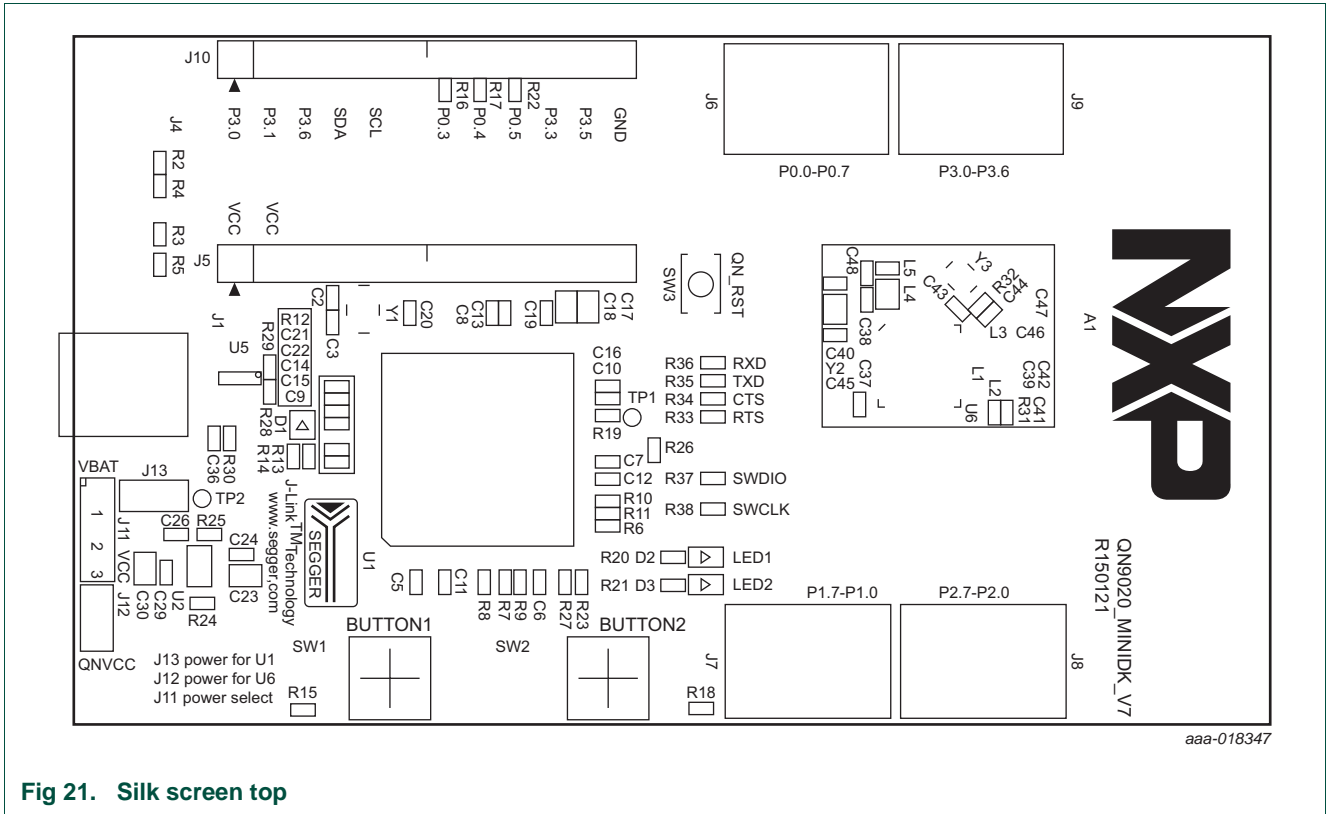 J10
R16
R17
R22
P3.0
P3.1
P3.6
SDA
SCL
P0.3
P0.4
P0.5
P3.3
P3.5
GND
J6
J9
P0.0-P0.7
P3.0-P3.6
J4
R2
R4
R3
R5
VCC
VCC
J5
SW3
QN_RST
C2
C3
Y1
C20
C8
C13
C19
C18
C17
C48
L5
L4
C43
Y3
R32
C44
C47
L3
C46
C38
C40
Y2
C45
C37
L1
L2
U6
R31
C39
C42
C41
A1
NXP
J1
U5
R29
R12
C21
C22
C14
C15
C9
R28
D1
R14
R13
C16
C10
TP1
R19
R36 RXD
R35 TXD
R34 CTS
R33 RTS
R26
C7
C12
R37 SWDIO
R38 SWCLK
R10
R11
R6
R20 D2 LED1
R21 D3 LED2
C36
R30
VBAT
J13
TP2
1
2
3
J11
VCC
J12
C26
R25
C24
C30
C29
U2
R24
C23
QNVCC
J-Link TM Technology
www.segger,com
SEGGER
U1
C5
C11
R8
R7
R9
C6
R27
R23
SW1
BUTTON1
SW2
BUTTON2
J13 power for U1
J12 power for U6
J11 power select
R15
R18
P1.7-P1.0
P2.7-P2.0
J7
J8
QN9020_MINIDK_V7
R150121
aaa-018347
Fig 21. Silk screen top